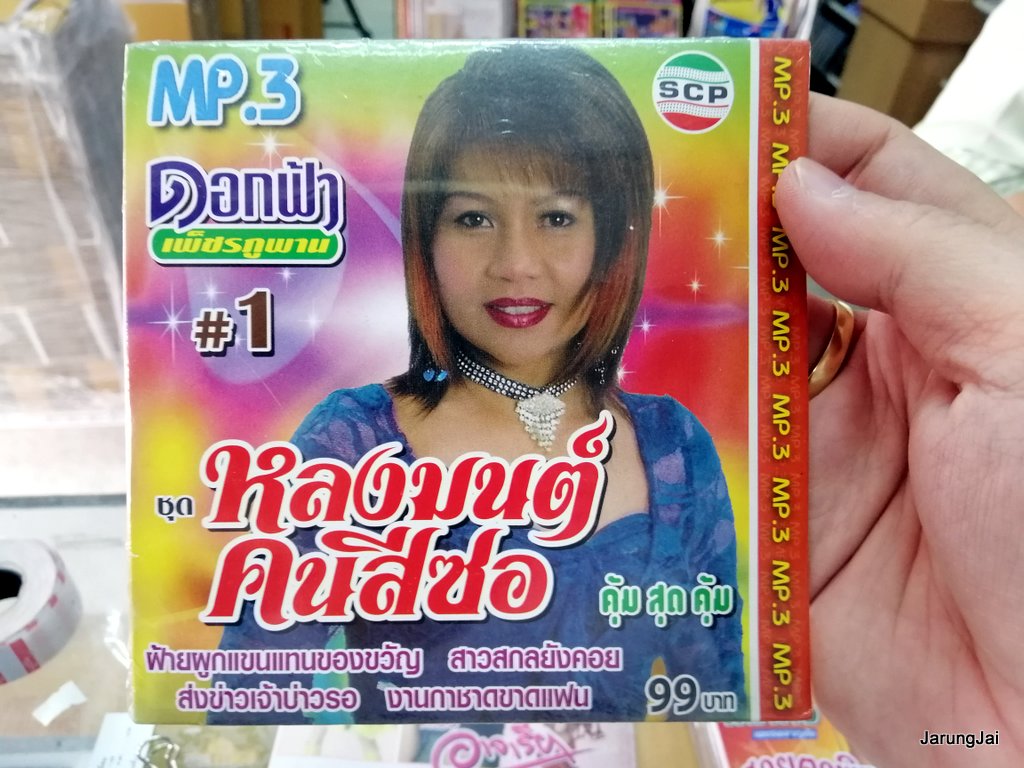 MP.3
SCP
ดอกฟ้า
เพ็ชรภูพาน
#1
ชุด หลงมนต์
คนสีซอ
คุ้ม สุด คุ้ม
ฝ้ายผูกแขนแทนของขวัญ สาวสกลยังคอย
ส่งข่าวเจ้าบ่าวรอ งานกาชาดขาดแฟน
99 บาท
MP.3 MP.3 MP.3 MP.3 MP.3 MP.3 MP.3 MP.3
JarungJai